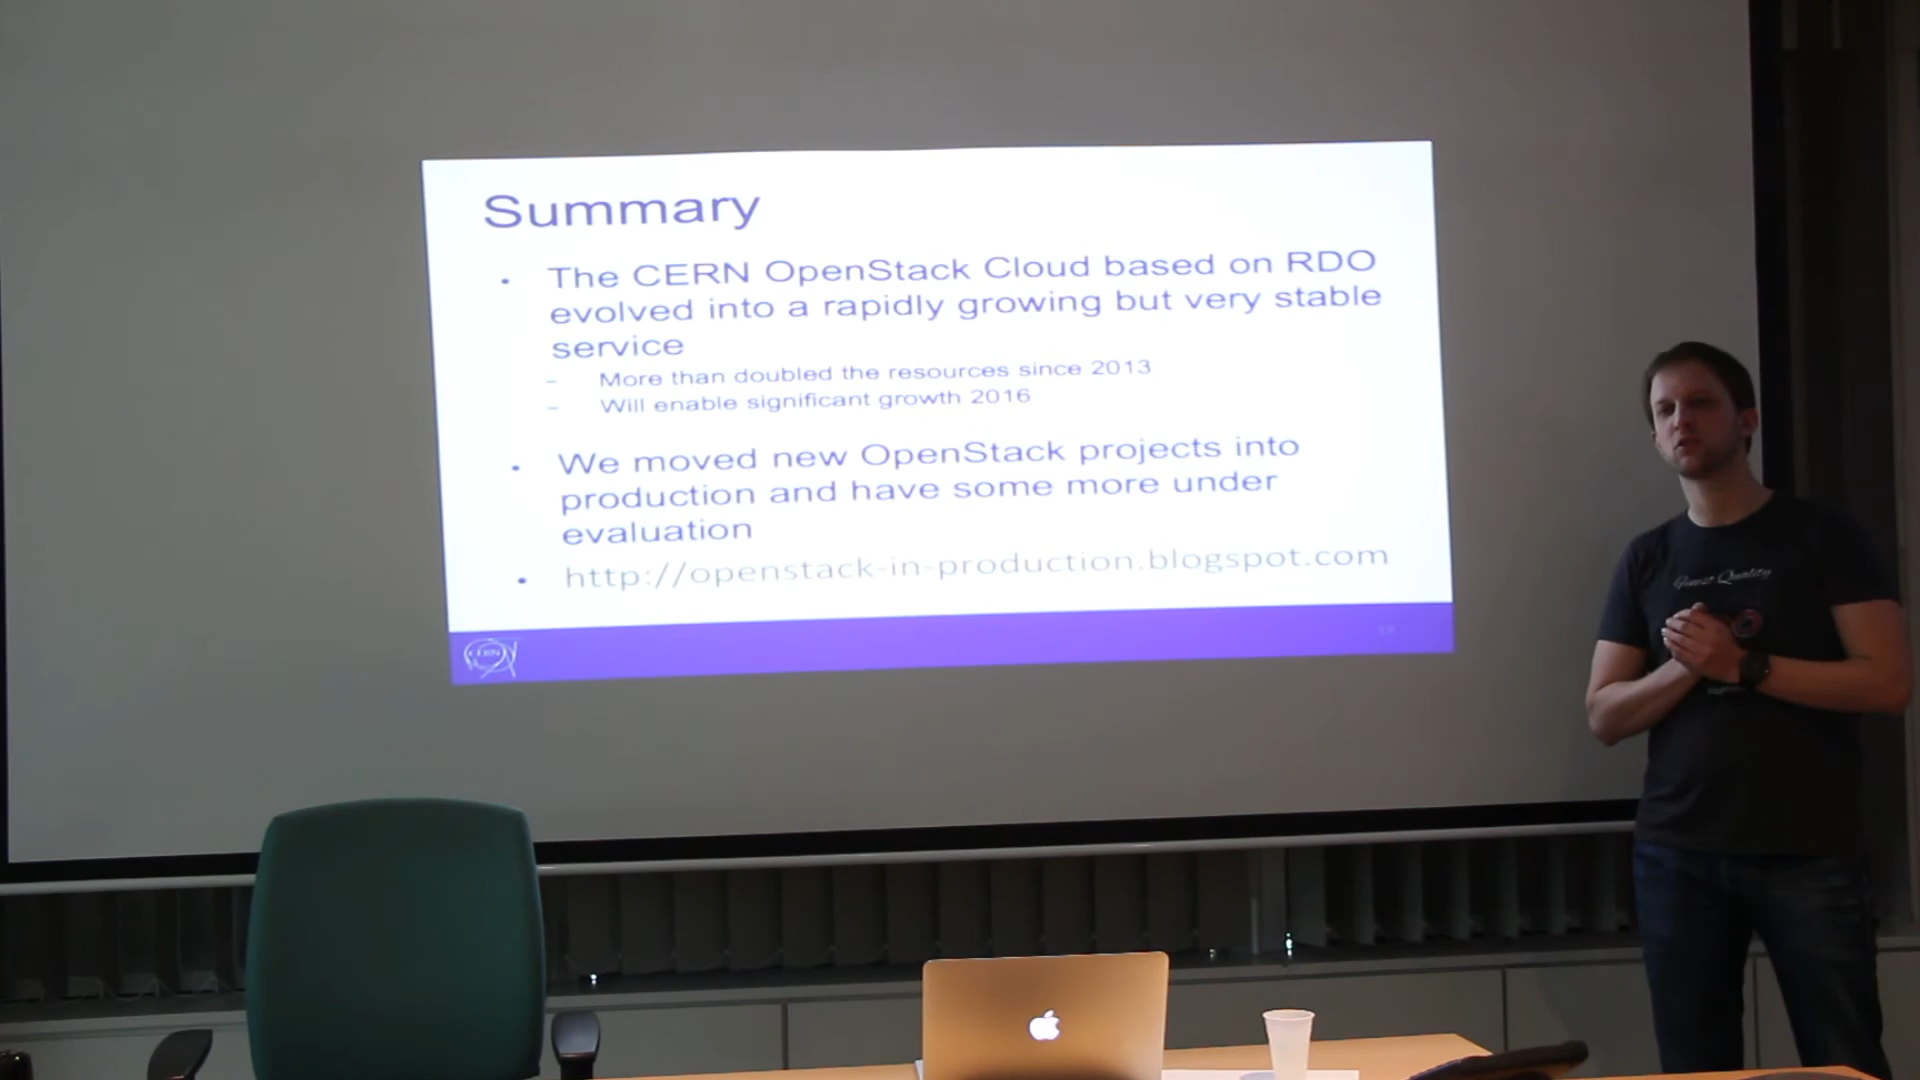 Summary
• The CERN OpenStack Cloud based on RDO
evolved into a rapidly growing but very stable
service
– More than doubled the resources since 2013
– Will enable significant growth 2016
• We moved new OpenStack projects into
production and have some more under
evaluation
• http://openstack-in-production.blogspot.com
CERN
Quality